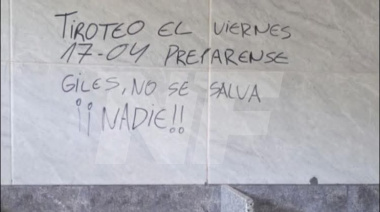 TIROTEO EL VIERNES
17-04 PREPARENSE
GILES, NO SE SALVA
¡¡NADIE!!